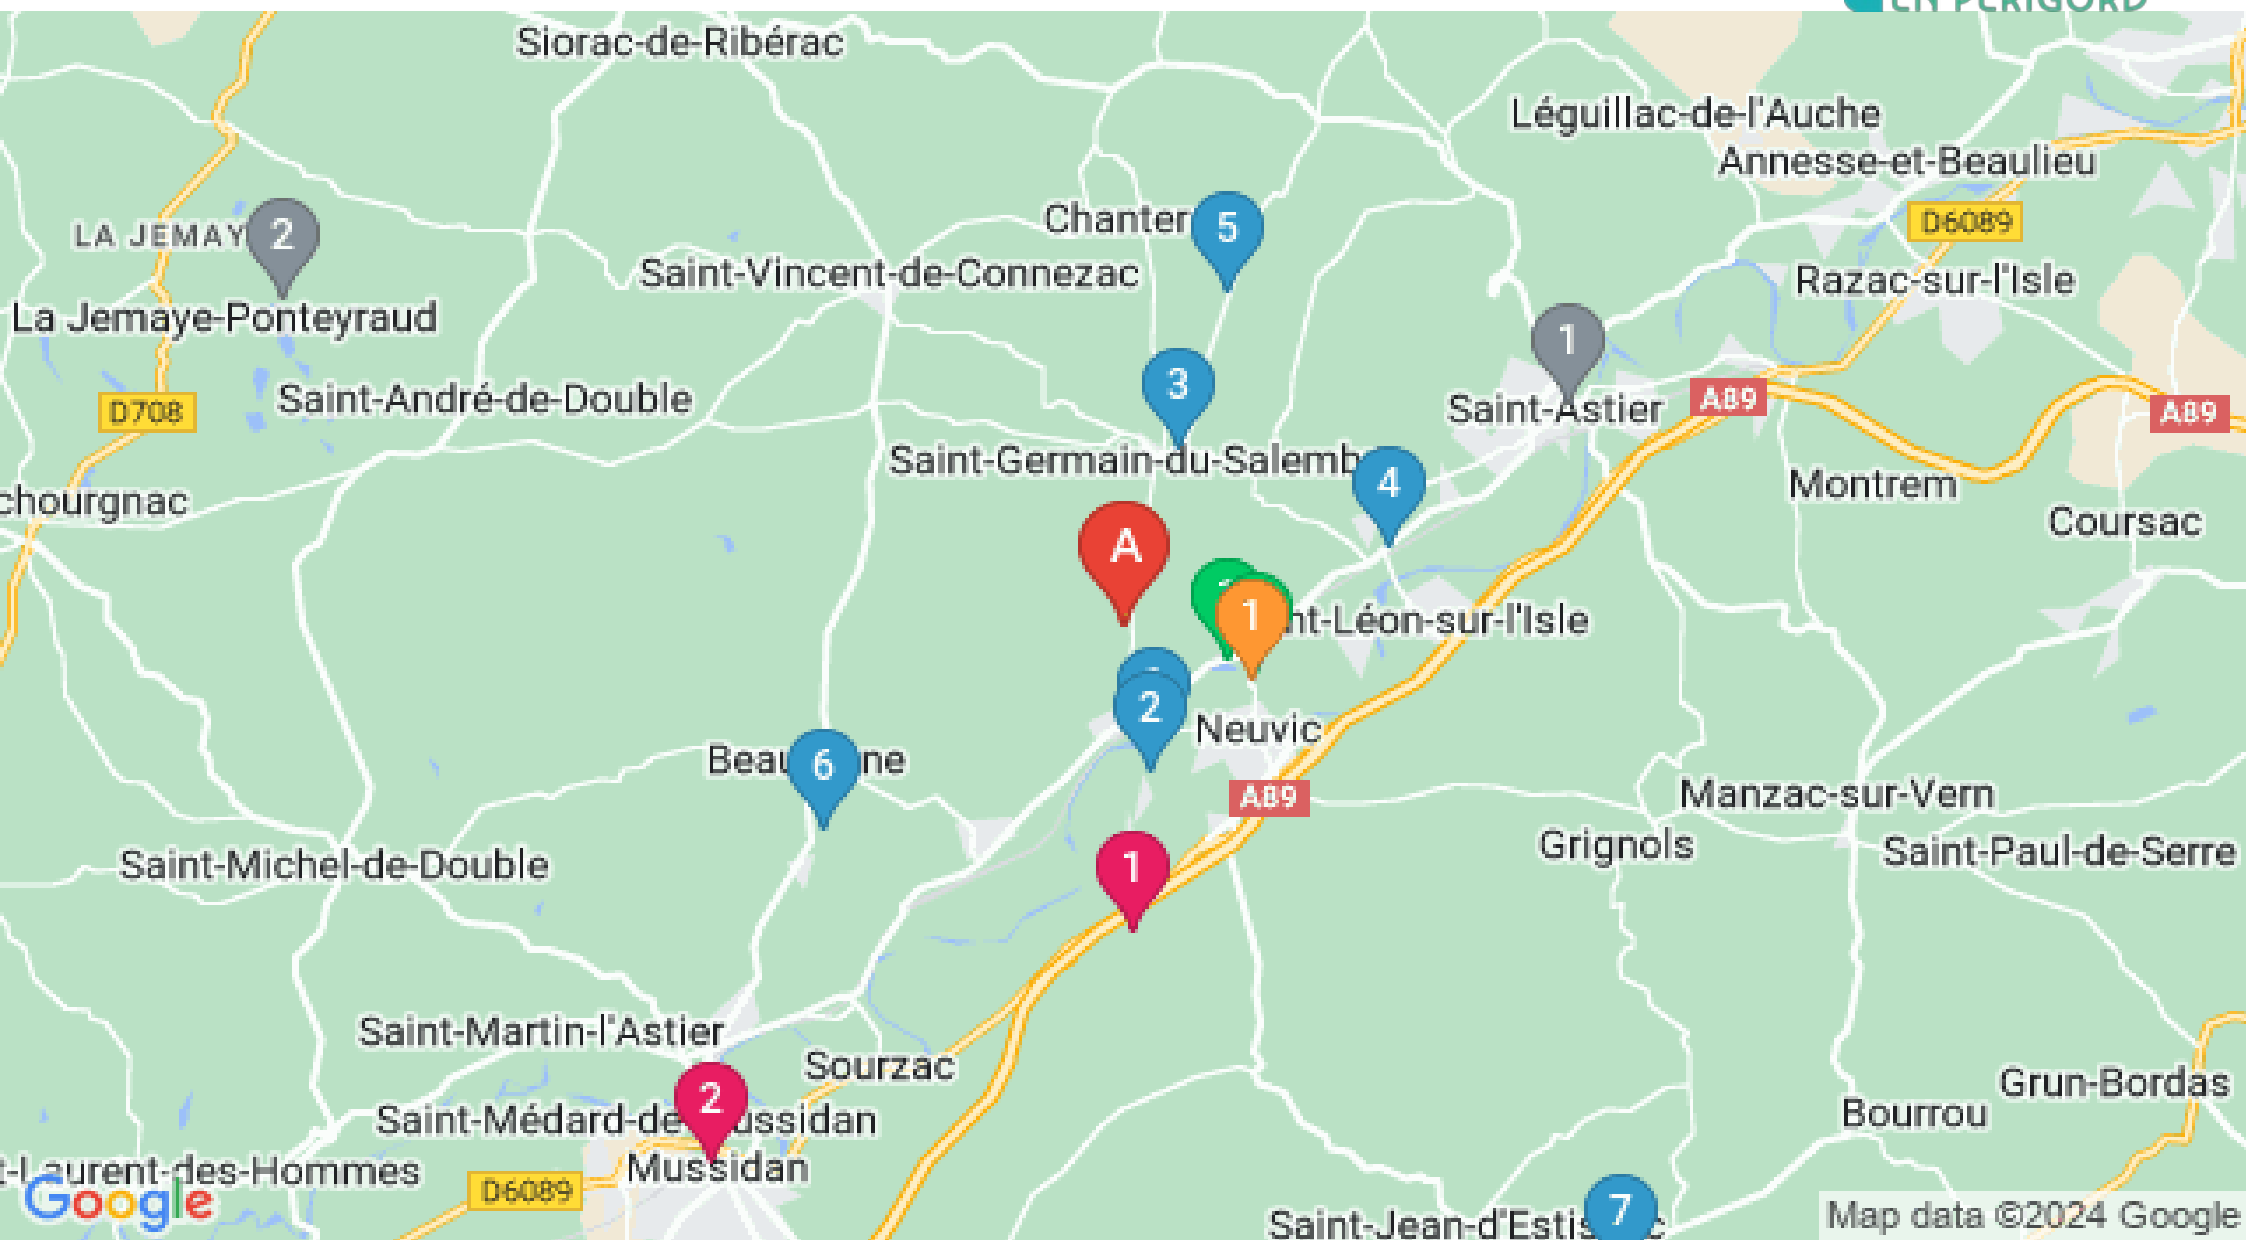 EN PÉRIGORD
Siorac-de-Ribérac
Léguillac-de-l'Auche
Annesse-et-Beaulieu
Chanter
5
D6089
LA JEMAY
2
Saint-Vincent-de-Connezac
Razac-sur-l'Isle
La Jemaye-Ponteyraud
1
3
Saint-André-de-Double
D708
Saint-Astier
A89
A89
Saint-Germain-du-Salemb
4
Montrem
chourgnac
Coursac
A
1
nt-Léon-sur-l'Isle
2
Neuvic
Beau
6
ne
A89
Manzac-sur-Vern
Grignols
Saint-Paul-de-Serre
Saint-Michel-de-Double
1
Saint-Martin-l'Astier
Sourzac
Grun-Bordas
2
Saint-Médard-de
ussidan
Bourrou
t-Laurent-des-Hommes
Mussidan
D6089
Google
7
Saint-Jean-d'Estis
c
Map data ©2024 Google